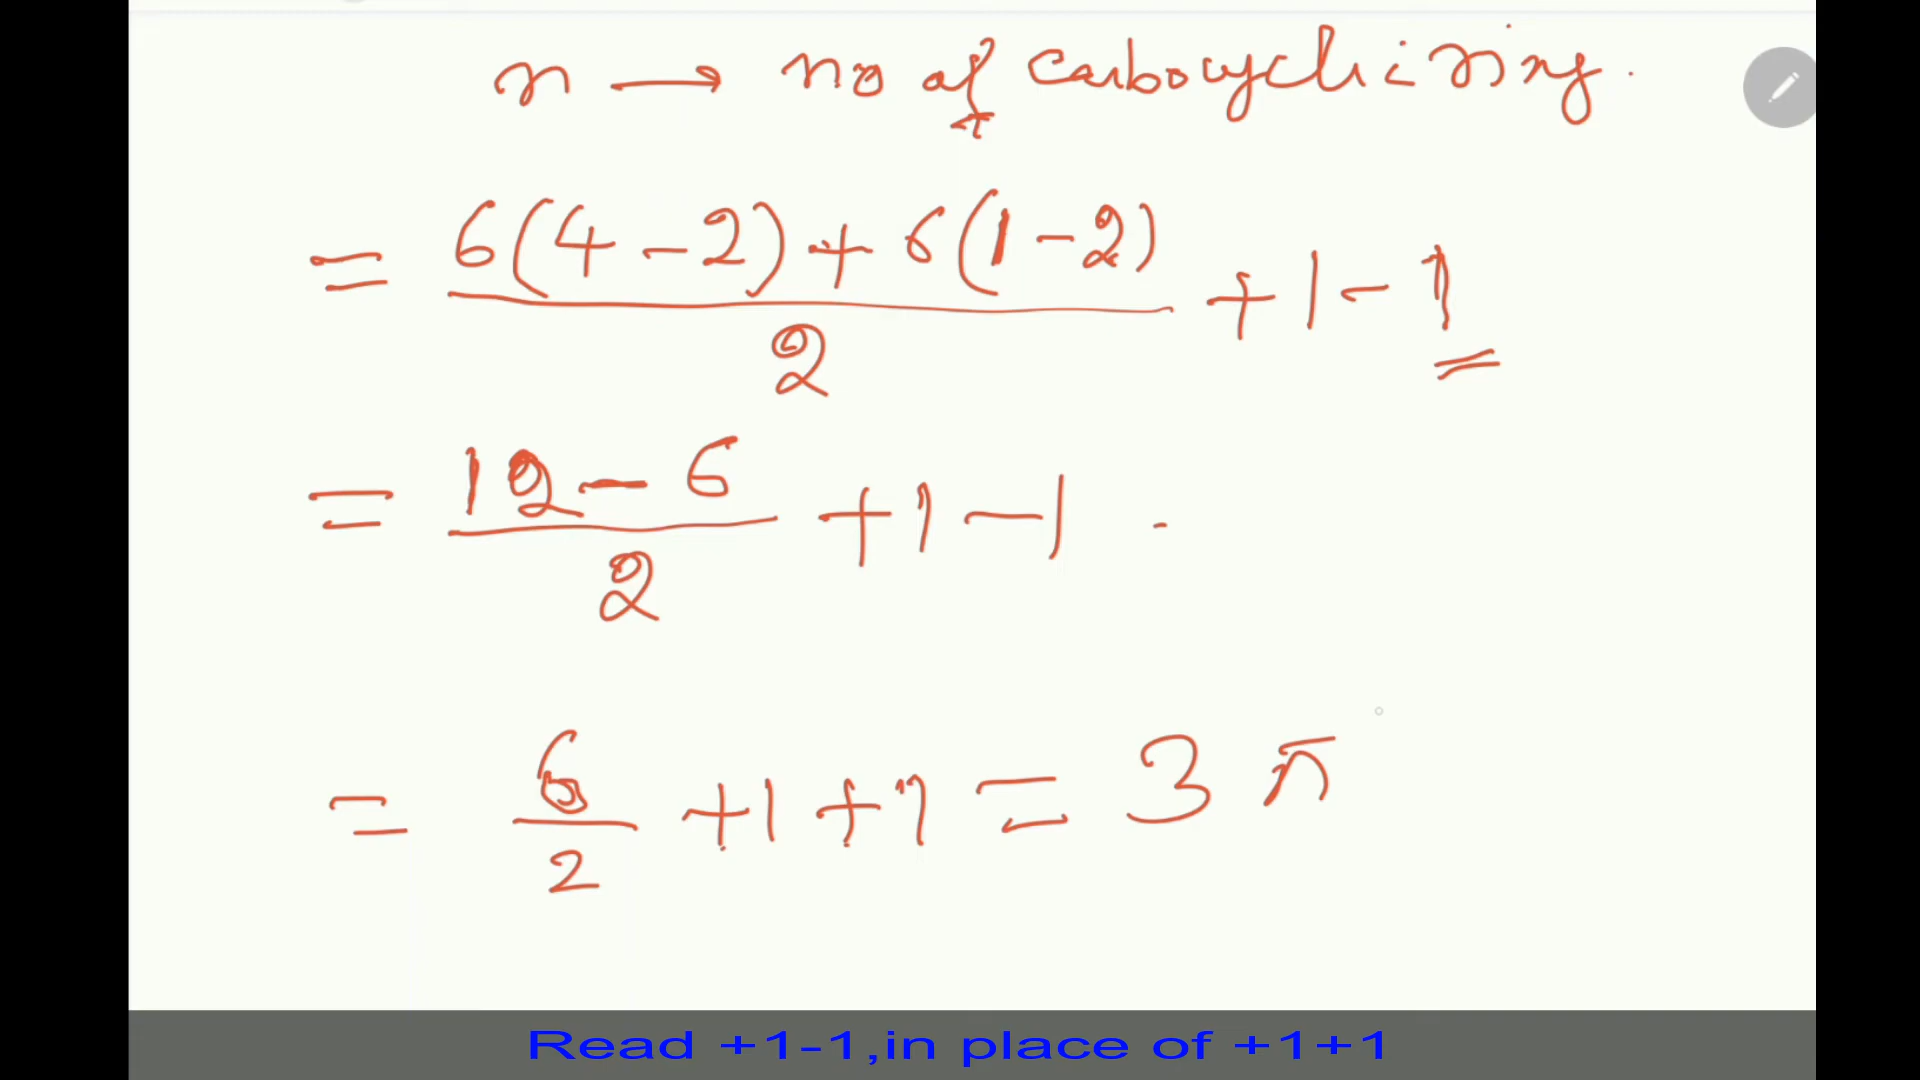 n → no of carbocyclic ring.
= 6(4-2)+6(1-2)/2 +1-1
= 12-6/2 +1-1
= 6/2 +1+1 = 3 π
Read +1-1,in place of +1+1